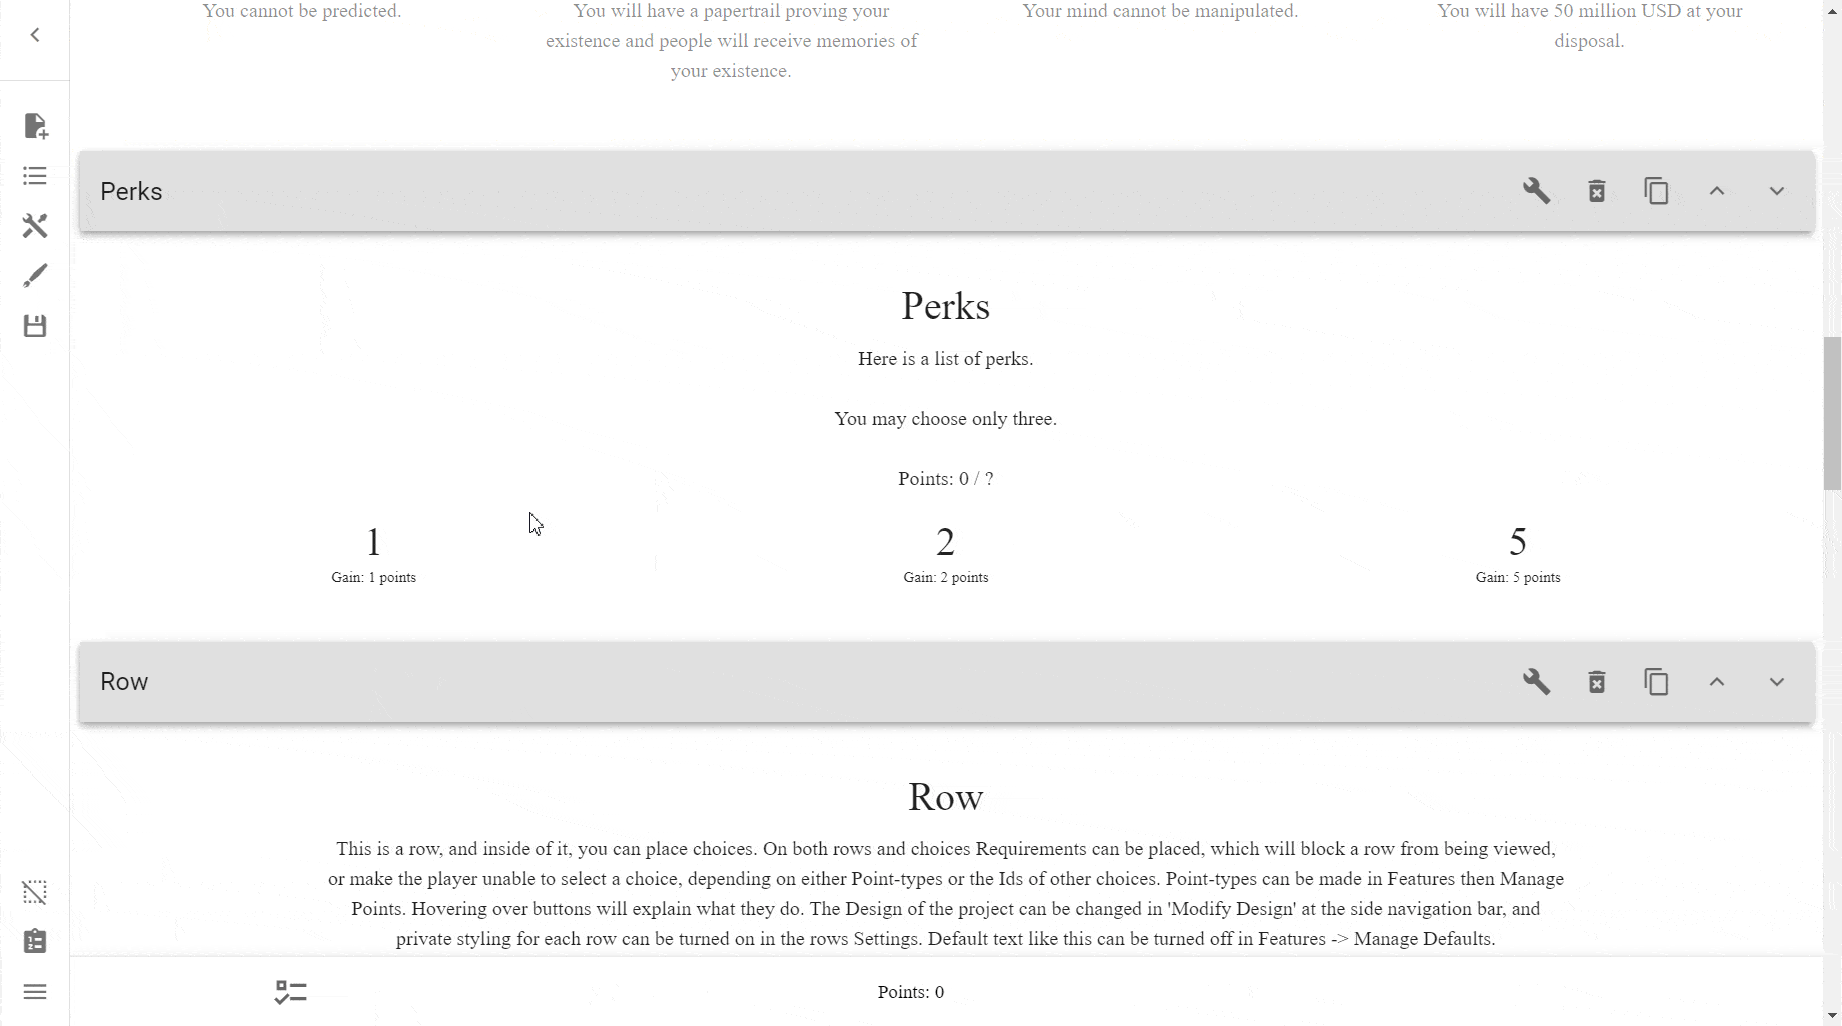 You cannot be predicted.
You will have a papertrail proving your
existence and people will receive memories of
your existence.
Your mind cannot be manipulated.
You will have 50 million USD at your
disposal.
Perks
Perks
Here is a list of perks.
You may choose only three.
Points: 0 / ?
1
Gain: 1 points
2
Gain: 2 points
5
Gain: 5 points
Row
Row
This is a row, and inside of it, you can place choices. On both rows and choices Requirements can be placed, which will block a row from being viewed,
or make the player unable to select a choice, depending on either Point-types or the Ids of other choices. Point-types can be made in Features then Manage
Points. Hovering over buttons will explain what they do. The Design of the project can be changed in 'Modify Design' at the side navigation bar, and
private styling for each row can be turned on in the rows Settings. Default text like this can be turned off in Features -> Manage Defaults.
Points: 0